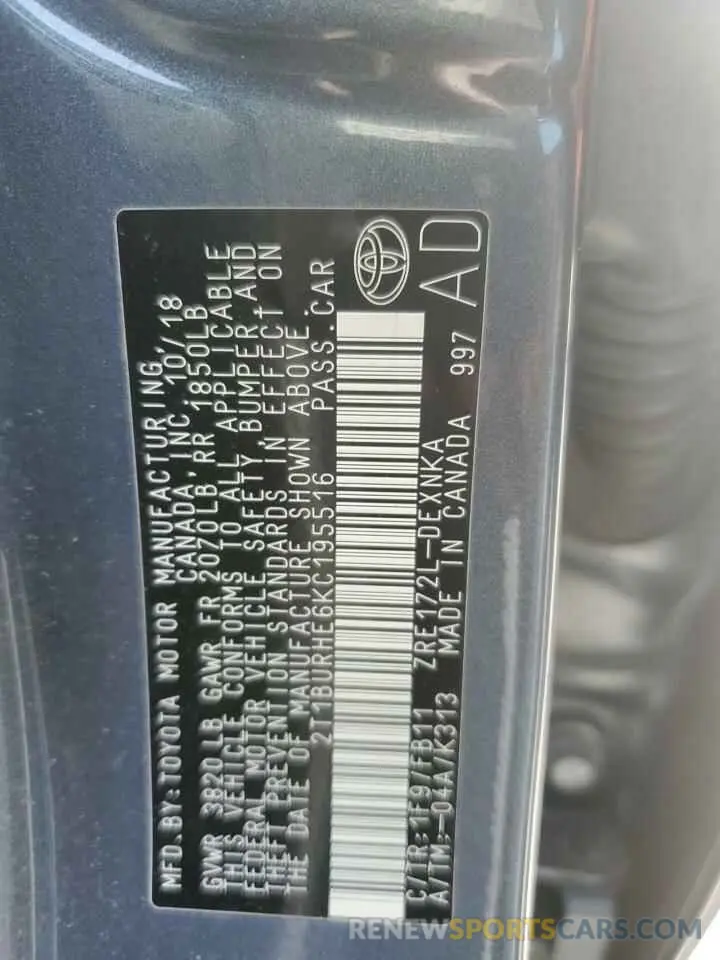 MFD. BY: TOYOTA MOTOR MANUFACTURING,
CANADA, INC. 10/18
GVWR 3820LB GAWR FR 2070LB, RR 1850LB
THIS VEHICLE CONFORMS TO ALL APPLICABLE
FEDERAL MOTOR VEHICLE SAFETY, BUMPER, AND
THEFT PREVENTION STANDARDS IN EFFECT ON
THE DATE OF MANUFACTURE SHOWN ABOVE.
2T1BURHE6KC195516 PASS. CAR
C/TR: 1F9/FB11 ZRE172L-DEXNKA 997
A/TM: -04A/K313 MADE IN CANADA AD
RENEWSPORTSCARS.COM